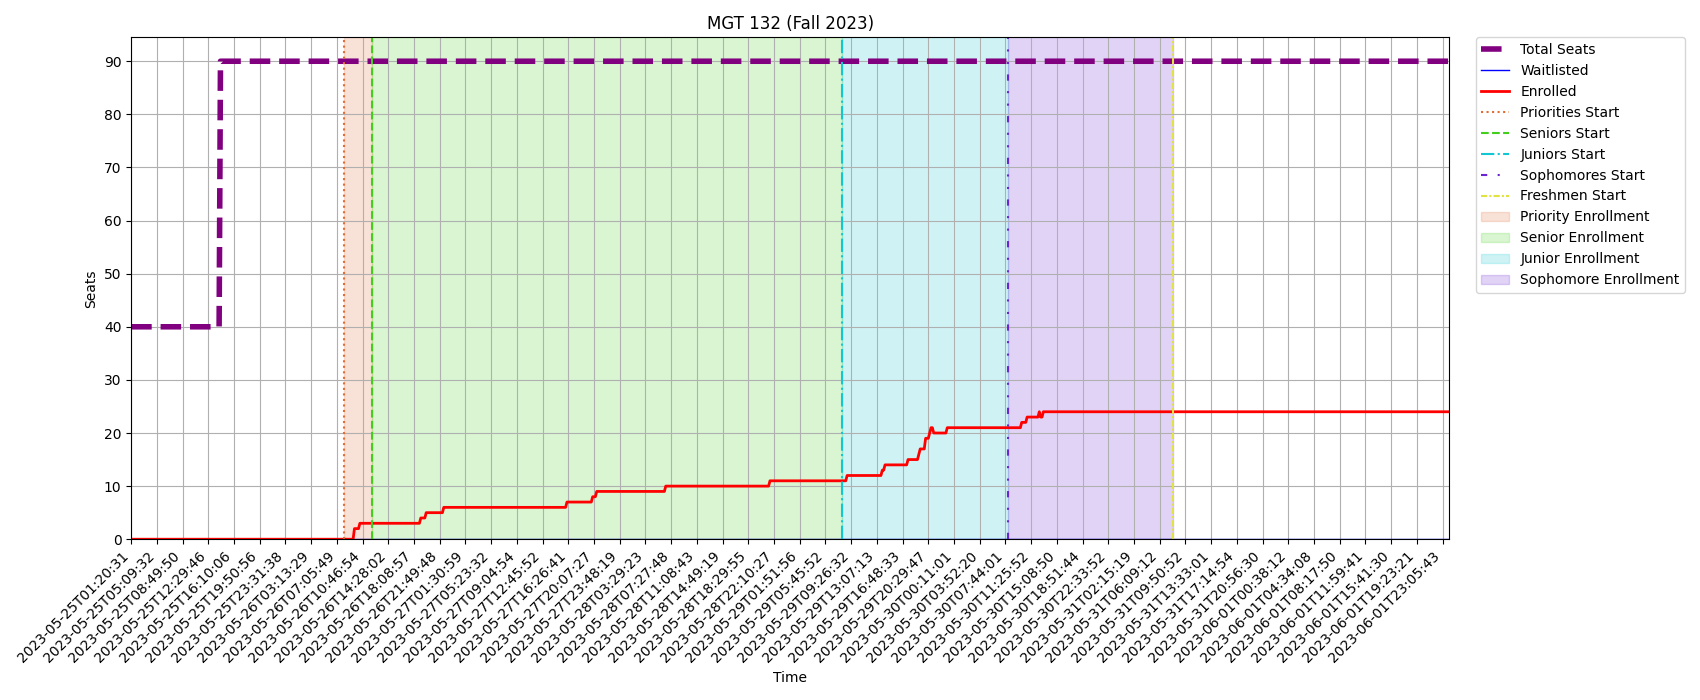 MGT 132 (Fall 2023)
Seats
90
80
70
60
50
40
30
20
10
0
2023-05-25T01:20:31
2023-05-25T05:09:32
2023-05-25T08:49:50
2023-05-25T12:29:46
2023-05-25T16:10:06
2023-05-25T19:50:56
2023-05-25T23:31:38
2023-05-26T03:13:29
2023-05-26T07:05:49
2023-05-26T10:46:54
2023-05-26T14:28:02
2023-05-26T18:08:57
2023-05-26T21:49:48
2023-05-27T01:30:59
2023-05-27T05:23:32
2023-05-27T09:04:54
2023-05-27T12:45:52
2023-05-27T16:26:41
2023-05-27T20:07:27
2023-05-27T23:48:19
2023-05-28T03:29:23
2023-05-28T07:27:48
2023-05-28T11:08:43
2023-05-28T14:49:19
2023-05-28T18:29:55
2023-05-28T22:10:27
2023-05-29T01:51:56
2023-05-29T05:45:52
2023-05-29T09:26:32
2023-05-29T13:07:13
2023-05-29T16:48:33
2023-05-29T20:29:47
2023-05-30T00:11:01
2023-05-30T03:52:20
2023-05-30T07:44:01
2023-05-30T11:25:52
2023-05-30T15:08:50
2023-05-30T18:51:44
2023-05-30T22:33:52
2023-05-31T02:15:19
2023-05-31T06:09:12
2023-05-31T09:50:52
2023-05-31T13:33:01
2023-05-31T17:14:54
2023-05-31T20:56:30
2023-06-01T00:38:12
2023-06-01T04:34:08
2023-06-01T08:17:50
2023-06-01T11:59:41
2023-06-01T15:41:30
2023-06-01T19:23:21
2023-06-01T23:05:43
Time
Total Seats
Waitlisted
Enrolled
Priorities Start
Seniors Start
Juniors Start
Sophomores Start
Freshmen Start
Priority Enrollment
Senior Enrollment
Junior Enrollment
Sophomore Enrollment